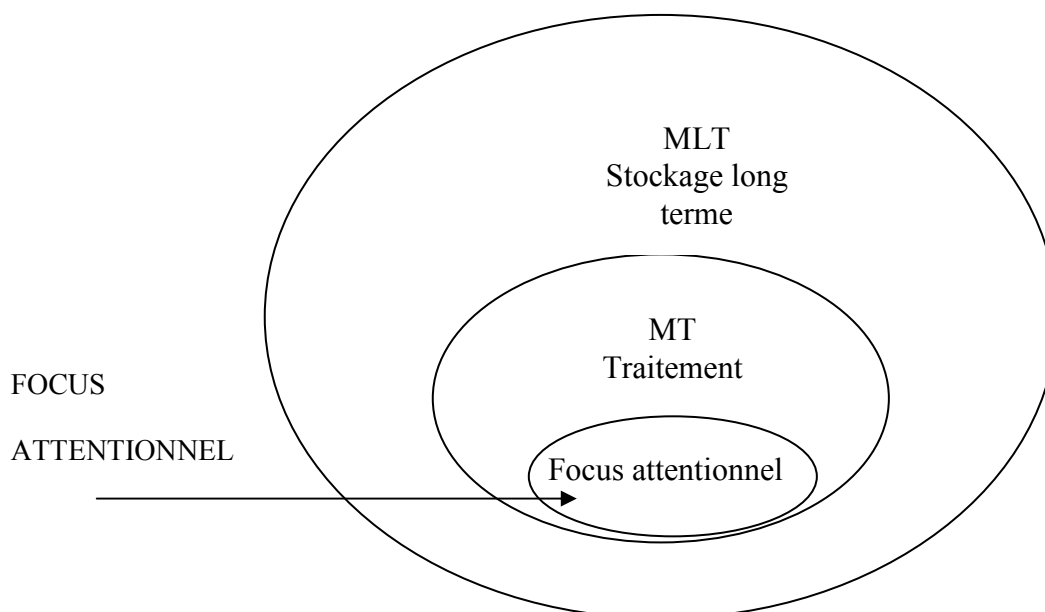 MLT
Stockage long
terme
MT
Traitement
FOCUS
ATTENTIONNEL
Focus attentionnel